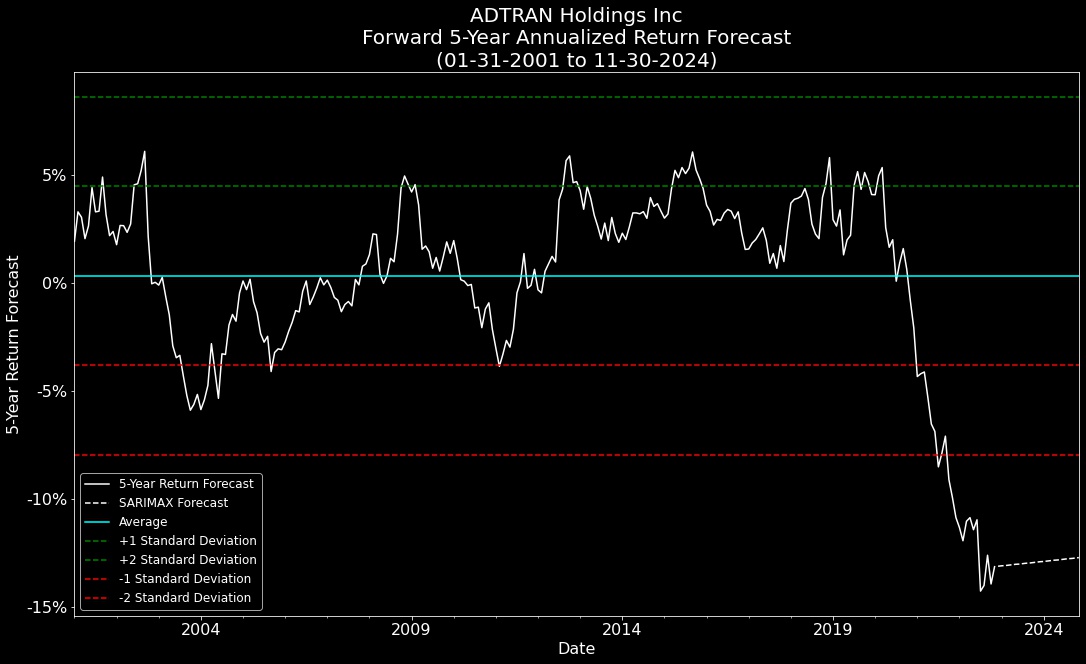 ADTRAN Holdings Inc
Forward 5-Year Annualized Return Forecast
(01-31-2001 to 11-30-2024)
5-Year Return Forecast
5%
0%
-5%
-10%
-15%
5-Year Return Forecast
SARIMAX Forecast
Average
+1 Standard Deviation
+2 Standard Deviation
-1 Standard Deviation
-2 Standard Deviation
2004 2009 2014 2019 2024
Date